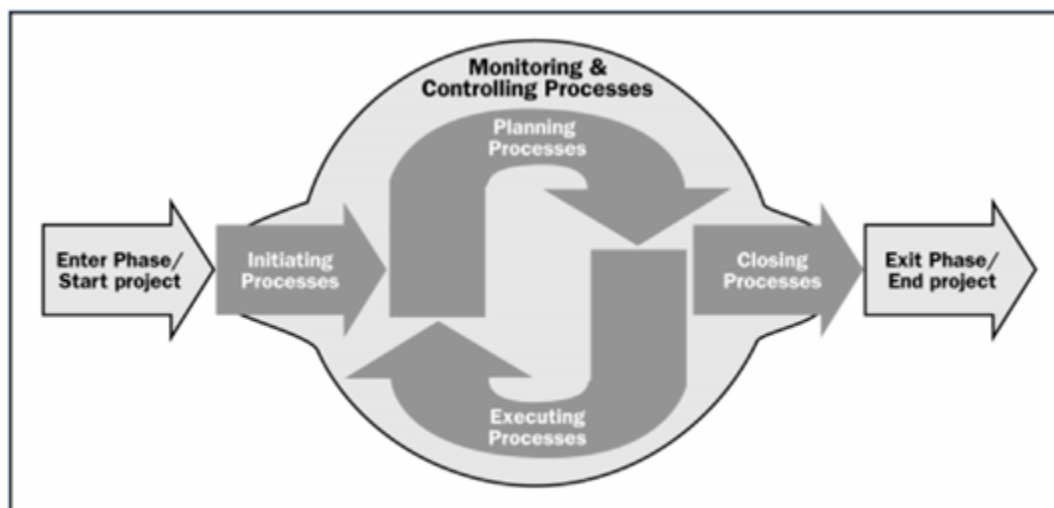 Monitoring &
Controlling Processes
Planning
Processes
Enter Phase/
Start project
Initiating
Processes
Closing
Processes
Exit Phase/
End project
Executing
Processes